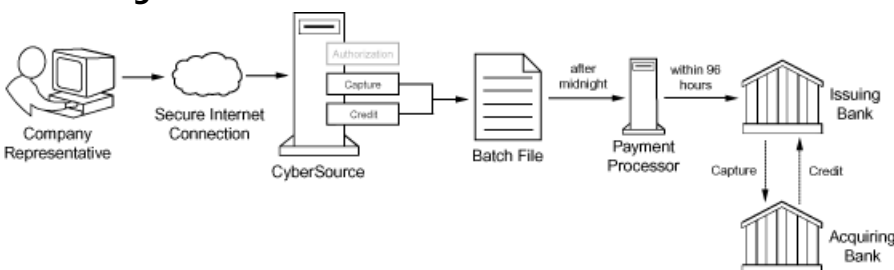 Authorization
Capture
Credit
after
midnight
within 96
hours
Company
Representative
Secure Internet
Connection
CyberSource
Batch File
Payment
Processor
Issuing
Bank
Capture
Credit
Acquiring
Bank